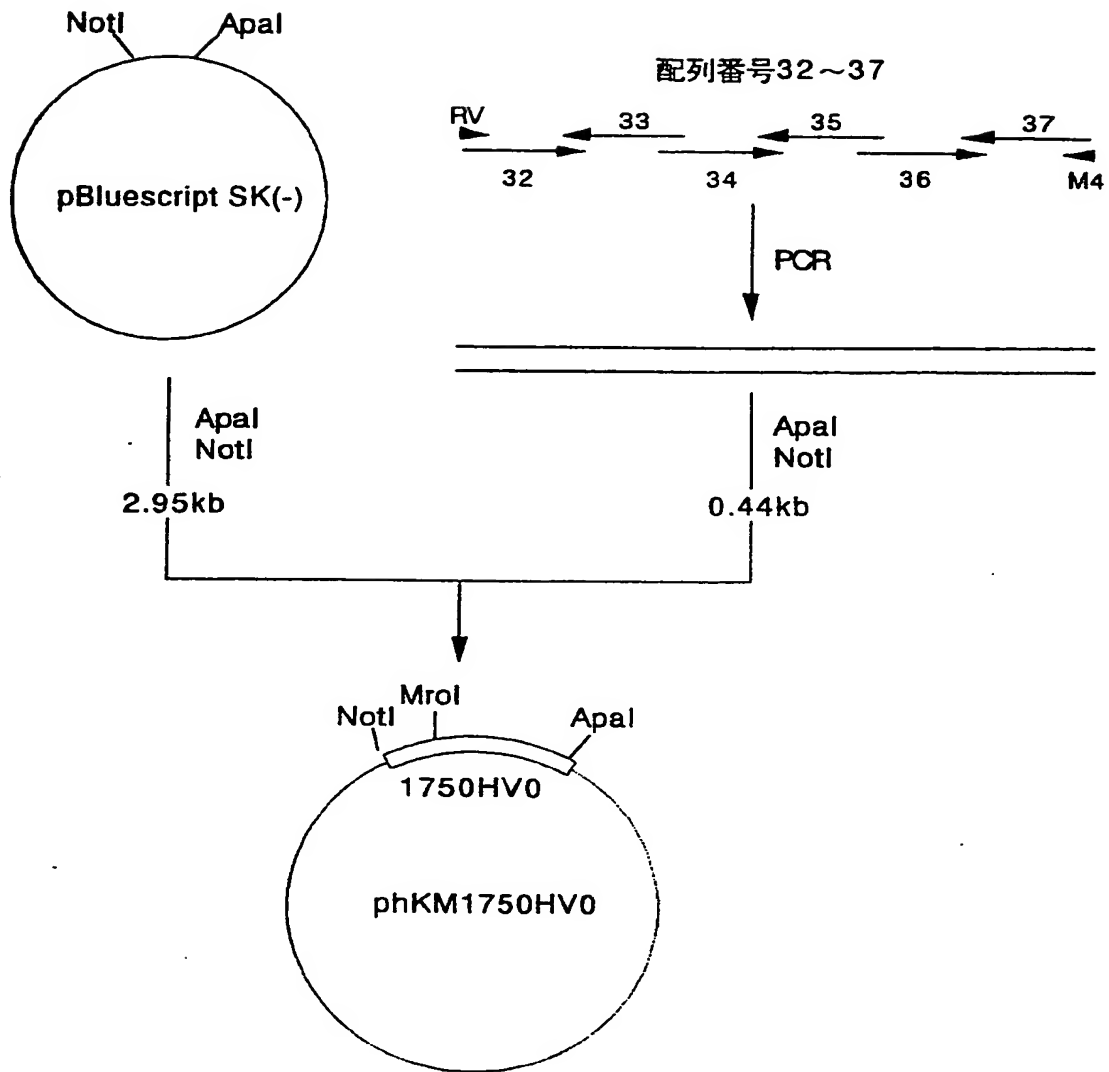 NotI ApaI
pBluescript SK(-)
配列番号32～37
RV 33 35 37
32 34 36 M4
PCR
ApaI
NotI
2.95kb
ApaI
NotI
0.44kb
MroI
NotI ApaI
1750HV0
phKM1750HV0